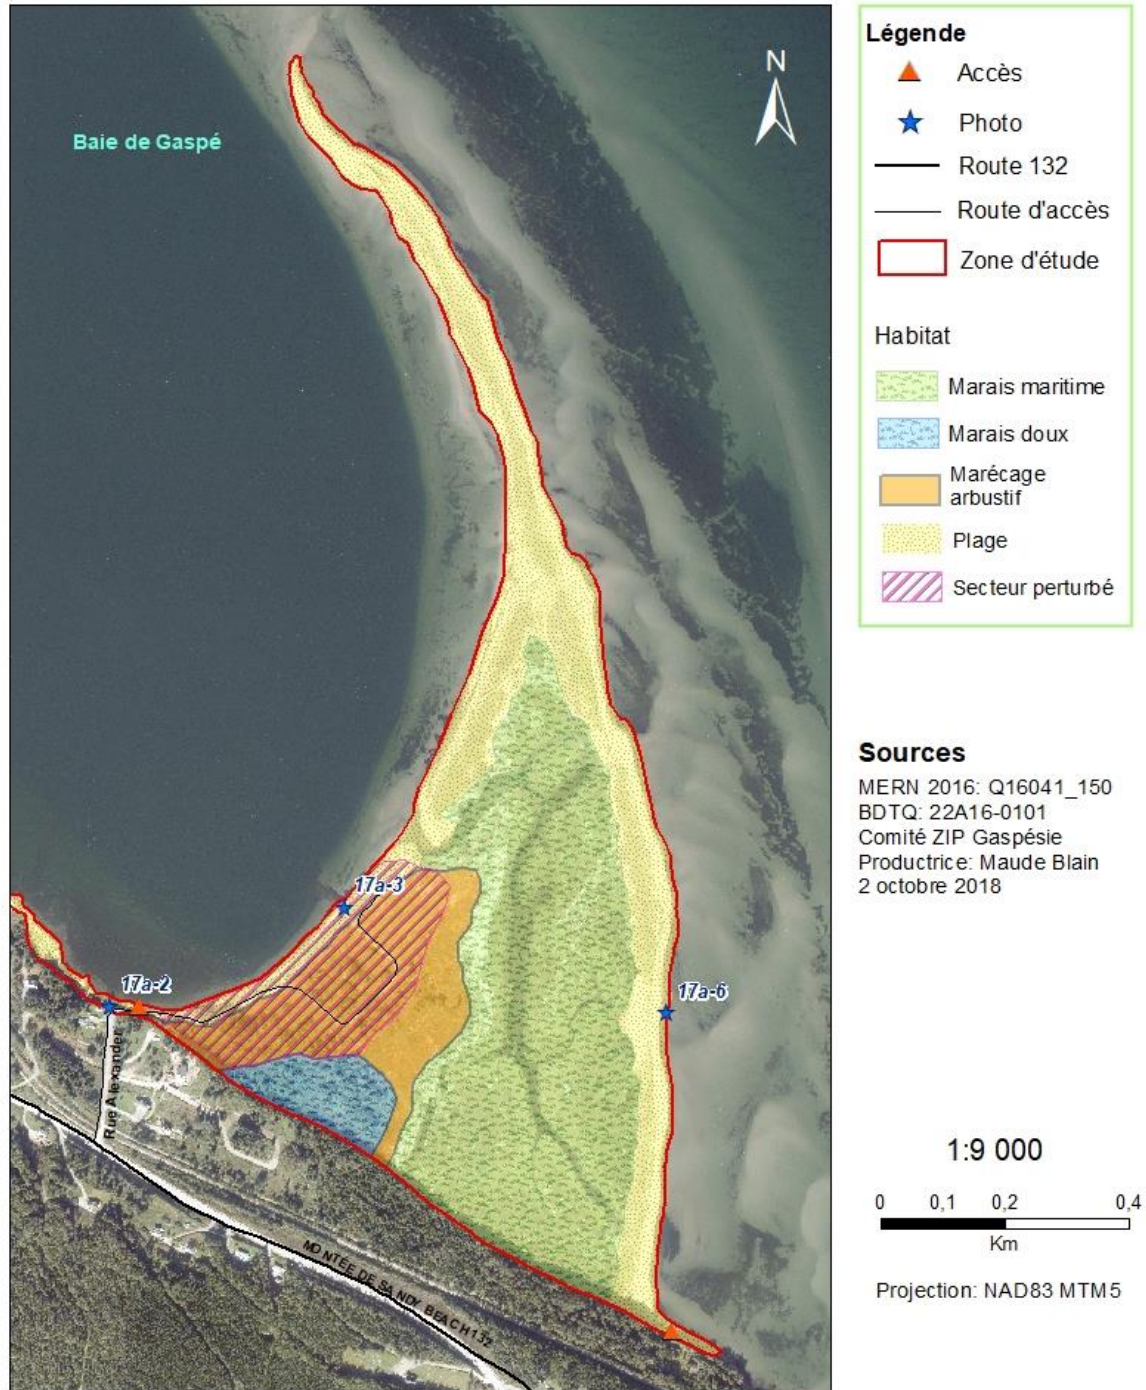 N
Baie de Gaspé
17a-3
17a-2
17a-6
Rue Alexander
MONTÉE DE SANDY BEACH 132
Légende
Accès
Photo
Route 132
Route d'accès
Zone d'étude
Habitat
Marais maritime
Marais doux
Marécage
arbustif
Plage
Secteur perturbé
Sources
MERN 2016: Q16041_150
BDTQ: 22A16-0101
Comité ZIP Gaspésie
Productrice: Maude Blain
2 octobre 2018
1:9 000
0 0,1 0,2 0,4
Km
Projection: NAD83 MTM5